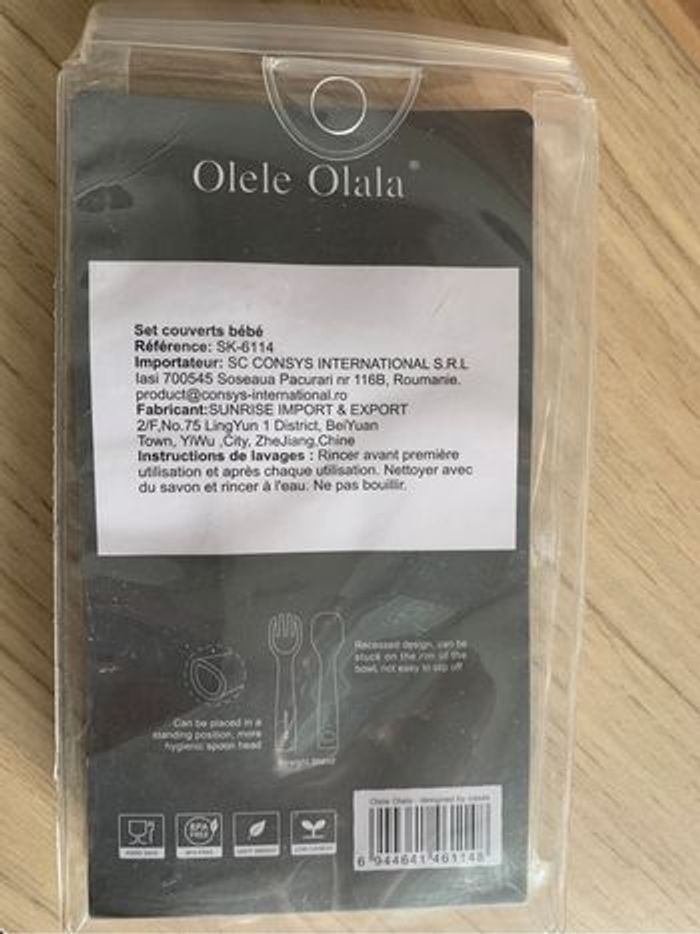 Olele Olala®
Set couverts bébé
Référence: SK-6114
Importateur: SC CONSYS INTERNATIONAL S.R.L
Iasi 700545 Soseaua Pacurari nr 116B, Roumanie.
product@consys-international.ro
Fabricant:SUNRISE IMPORT & EXPORT
2/F,No.75 LingYun 1 District, BeiYuan
Town, YiWu ,City, ZheJiang,Chine
Instructions de lavages : Rincer avant première
utilisation et après chaque utilisation. Nettoyer avec
du savon et rincer à l'eau. Ne pas bouillir.
Recessed design, can be
stuck on the rim of the
bowl, not easy to slip off
Can be placed in a
standing position, more
hygienic spoon head
BPA
FREE
Olele Olala - designed by
6 944641 461148